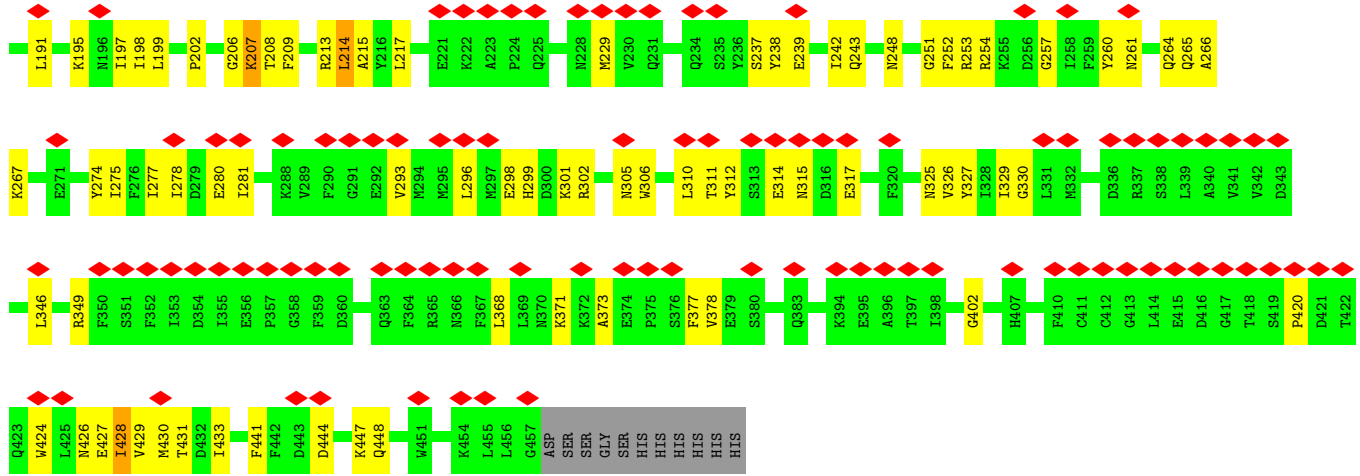 L191 K195 N196 I197 I198 L199 P202 G206 K207 T208 F209 R213 L214 A215 Y216 L217 E221 K222 A223 P224 Q225 N228 M229 V230 Q231 Q234 S235 Y236 S237 Y238 E239 I242 Q243 N248 G251 F252 R253 R254 K255 D256 G257 I258 F259 Y260 N261 Q264 Q265 A266
K267 E271 Y274 I275 F276 I277 I278 D279 E280 I281 K288 V289 F290 G291 E292 V293 M294 M295 L296 M297 E298 H299 D300 K301 R302 N305 W306 L310 T311 Y312 S313 E314 N315 D316 E317 F320 N325 V326 Y327 I328 I329 G330 L331 M332 D336 R337 S338 L339 A340 V341 V342 D343
L346 R349 F350 S351 F352 I353 D354 I355 E356 P357 G358 F359 D360 Q363 F364 R365 N366 F367 L368 L369 N370 K371 K372 A373 E374 P375 S376 F377 V378 E379 S380 Q383 K394 E395 A396 T397 I398 G402 H407 F410 C411 C412 G413 L414 E415 D416 G417 T418 S419 P420 D421 T422
Q423 W424 L425 N426 E427 I428 V429 M430 T431 D432 I433 F441 F442 D443 D444 K447 Q448 W451 K454 L455 L456 G457 ASP SER SER GLY SER HIS HIS HIS HIS HIS HIS